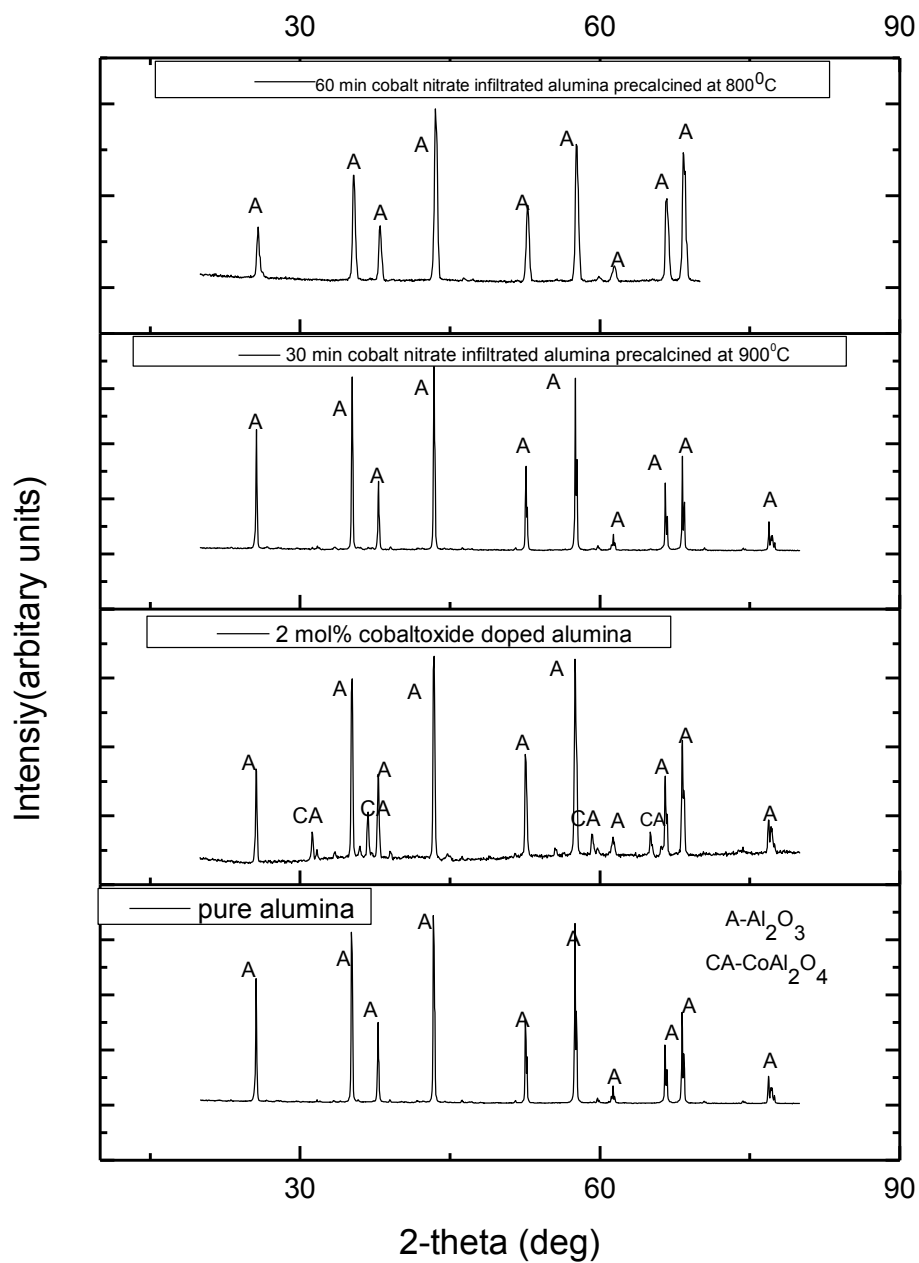 30 60 90
60 min cobalt nitrate infiltrated alumina precalcined at 800⁰C
A A A A A A A A A A
30 min cobalt nitrate infiltrated alumina precalcined at 900⁰C
A A A A A A A A A A
2 mol% cobaltoxide doped alumina
A A A A A A A A A A
CA CA CA CA
pure alumina
A A A A A A A A A A
A-Al₂O₃
CA-CoAl₂O₄
30 60 90
2-theta (deg)
Intensiy(arbitary units)